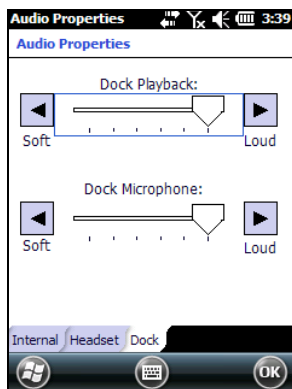 Audio Properties 3:39
Audio Properties
Dock Playback:
Soft Loud
Dock Microphone:
Soft Loud
Internal Headset Dock
OK